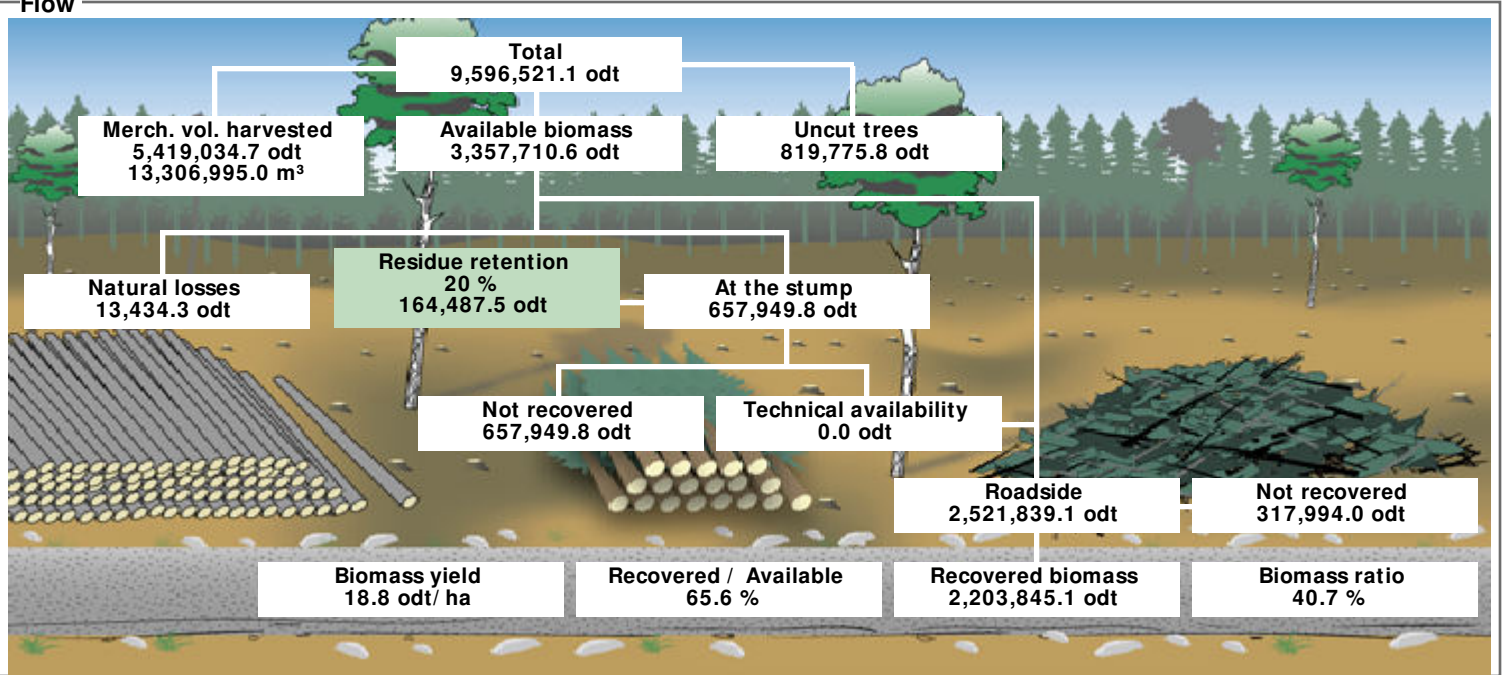 Flow
Total
9,596,521.1 odt
Merch. vol. harvested
5,419,034.7 odt
13,306,995.0 m³
Available biomass
3,357,710.6 odt
Uncut trees
819,775.8 odt
Natural losses
13,434.3 odt
Residue retention
20 %
164,487.5 odt
At the stump
657,949.8 odt
Not recovered
657,949.8 odt
Technical availability
0.0 odt
Roadside
2,521,839.1 odt
Not recovered
317,994.0 odt
Biomass yield
18.8 odt/ ha
Recovered / Available
65.6 %
Recovered biomass
2,203,845.1 odt
Biomass ratio
40.7 %